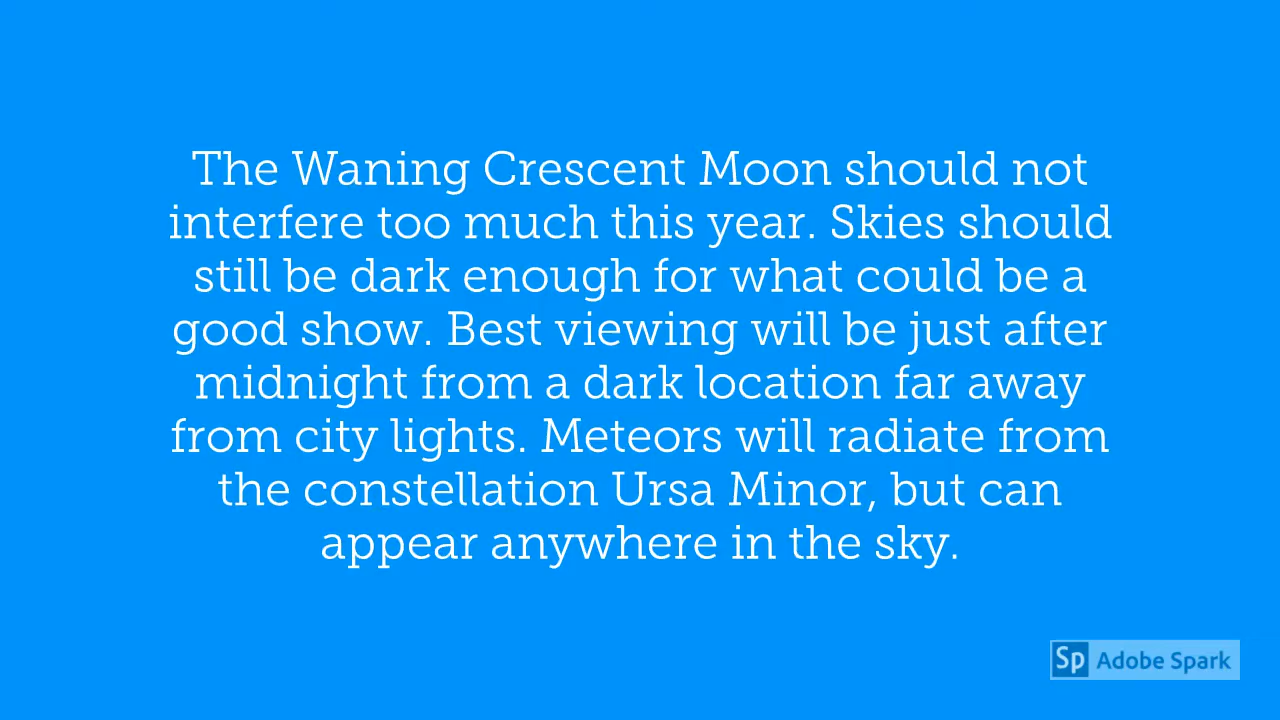 The Waning Crescent Moon should not
interfere too much this year. Skies should
still be dark enough for what could be a
good show. Best viewing will be just after
midnight from a dark location far away
from city lights. Meteors will radiate from
the constellation Ursa Minor, but can
appear anywhere in the sky.
Sp Adobe Spark